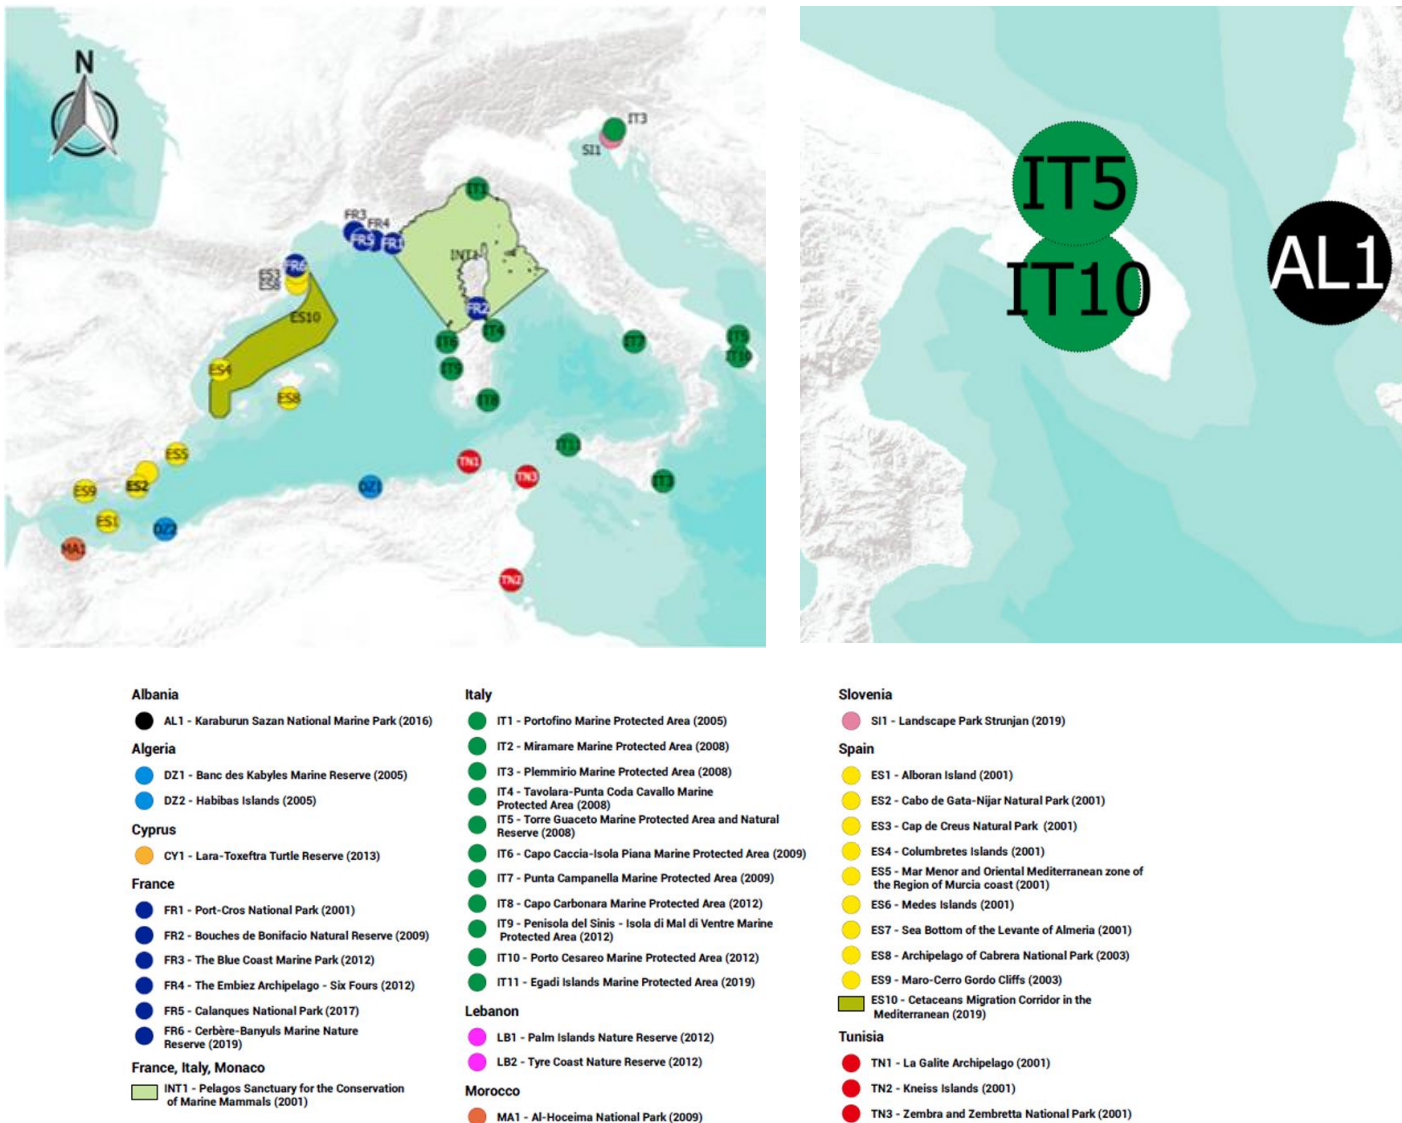 N
IT3
SI1
IT1
FR3
FR4
FR5
FR1
INT1
FR6
ES3
ES8
ES10
FR2
IT4
IT6
IT7
IT5
IT10
IT9
ES4
ES8
IT8
ES5
IT11
TN1
TN3
IT3
ES2
ES9
DZ1
ES1
DZ2
MA1
TN2
IT5
IT10
AL1
Albania
AL1 - Karaburun Sazan National Marine Park (2016)
Algeria
DZ1 - Banc des Kabyles Marine Reserve (2005)
DZ2 - Habibas Islands (2005)
Cyprus
CY1 - Lara-Toxeftra Turtle Reserve (2013)
France
FR1 - Port-Cros National Park (2001)
FR2 - Bouches de Bonifacio Natural Reserve (2009)
FR3 - The Blue Coast Marine Park (2012)
FR4 - The Embiez Archipelago - Six Fours (2012)
FR5 - Calanques National Park (2017)
FR6 - Cerbère-Banyuls Marine Nature
Reserve (2019)
France, Italy, Monaco
INT1 - Pelagos Sanctuary for the Conservation
of Marine Mammals (2001)
Italy
IT1 - Portofino Marine Protected Area (2005)
IT2 - Miramare Marine Protected Area (2008)
IT3 - Plemmirio Marine Protected Area (2008)
IT4 - Tavolara-Punta Coda Cavallo Marine
Protected Area (2008)
IT5 - Torre Guaceto Marine Protected Area and Natural
Reserve (2008)
IT6 - Capo Caccia-Isola Piana Marine Protected Area (2009)
IT7 - Punta Campanella Marine Protected Area (2009)
IT8 - Capo Carbonara Marine Protected Area (2012)
IT9 - Penisola del Sinis - Isola di Mal di Ventre Marine
Protected Area (2012)
IT10 - Porto Cesareo Marine Protected Area (2012)
IT11 - Egadi Islands Marine Protected Area (2019)
Lebanon
LB1 - Palm Islands Nature Reserve (2012)
LB2 - Tyre Coast Nature Reserve (2012)
Morocco
MA1 - Al-Hoceima National Park (2009)
Slovenia
SI1 - Landscape Park Strunjan (2019)
Spain
ES1 - Alboran Island (2001)
ES2 - Cabo de Gata-Nijar Natural Park (2001)
ES3 - Cap de Creus Natural Park (2001)
ES4 - Columbretes Islands (2001)
ES5 - Mar Menor and Oriental Mediterranean zone of
the Region of Murcia coast (2001)
ES6 - Medes Islands (2001)
ES7 - Sea Bottom of the Levante of Almeria (2001)
ES8 - Archipelago of Cabrera National Park (2003)
ES9 - Maro-Cerro Gordo Cliffs (2003)
ES10 - Cetaceans Migration Corridor in the
Mediterranean (2019)
Tunisia
TN1 - La Galite Archipelago (2001)
TN2 - Kneiss Islands (2001)
TN3 - Zembra and Zembretta National Park (2001)